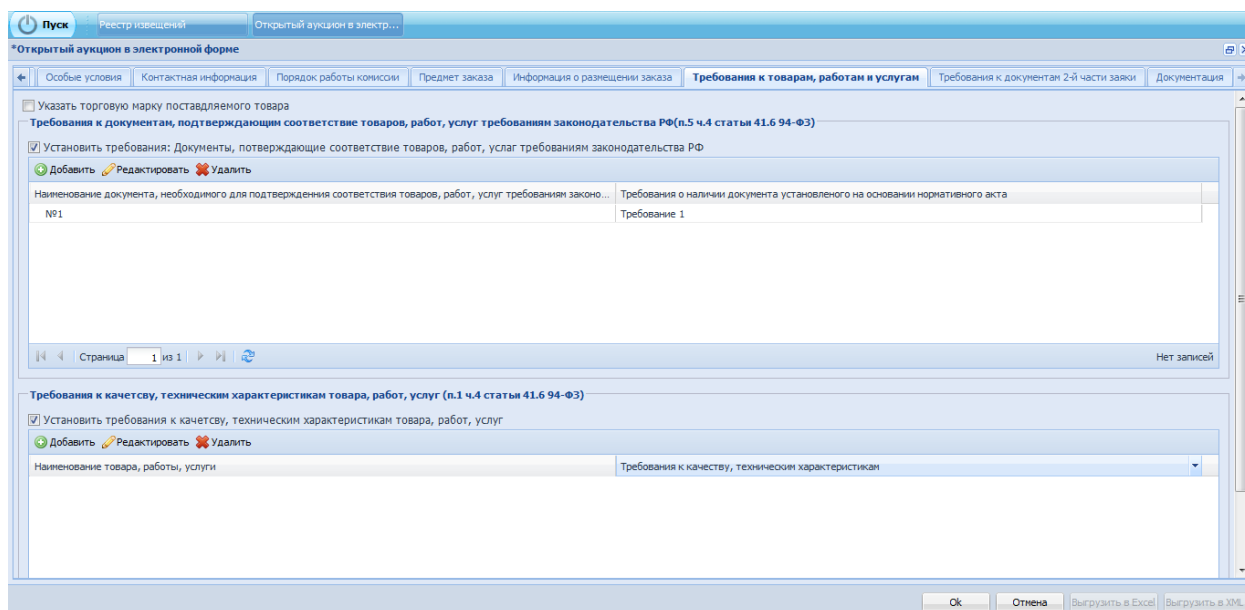 Пуск Реестр извещений Открытый аукцион в электр...
*Открытый аукцион в электронной форме
Особые условия Контактная информация Порядок работы комиссии Предмет заказа Информация о размещении заказа Требования к товарам, работам и услугам Требования к документам 2-й части заяки Документация
Указать торговую марку поставдляемого товара
Требования к документам, подтверждающим соответствие товаров, работ, услуг требованиям законодательства РФ(п.5 ч.4 статьи 41.6 94-ФЗ)
Установить требования: Документы, потверждающие соответствие товаров, работ, услаг требованиям законодательства РФ
Добавить Редактировать Удалить
Наименование документа, необходимого для подтвержденния соответствия товаров, работ, услуг требованиям законо... Требования о наличии документа установленого на основании нормативного акта
№1 Требование 1
Страница 1 из 1 Нет записей
Требования к качетсву, техническим характеристикам товара, работ, услуг (п.1 ч.4 статьи 41.6 94-ФЗ)
Установить требования к качетсву, техническим характеристикам товара, работ, услуг
Добавить Редактировать Удалить
Наименование товара, работы, услуги Требования к качеству, техническим характеристикам
Ok Отмена Выгрузить в Excel Выгрузить в XML